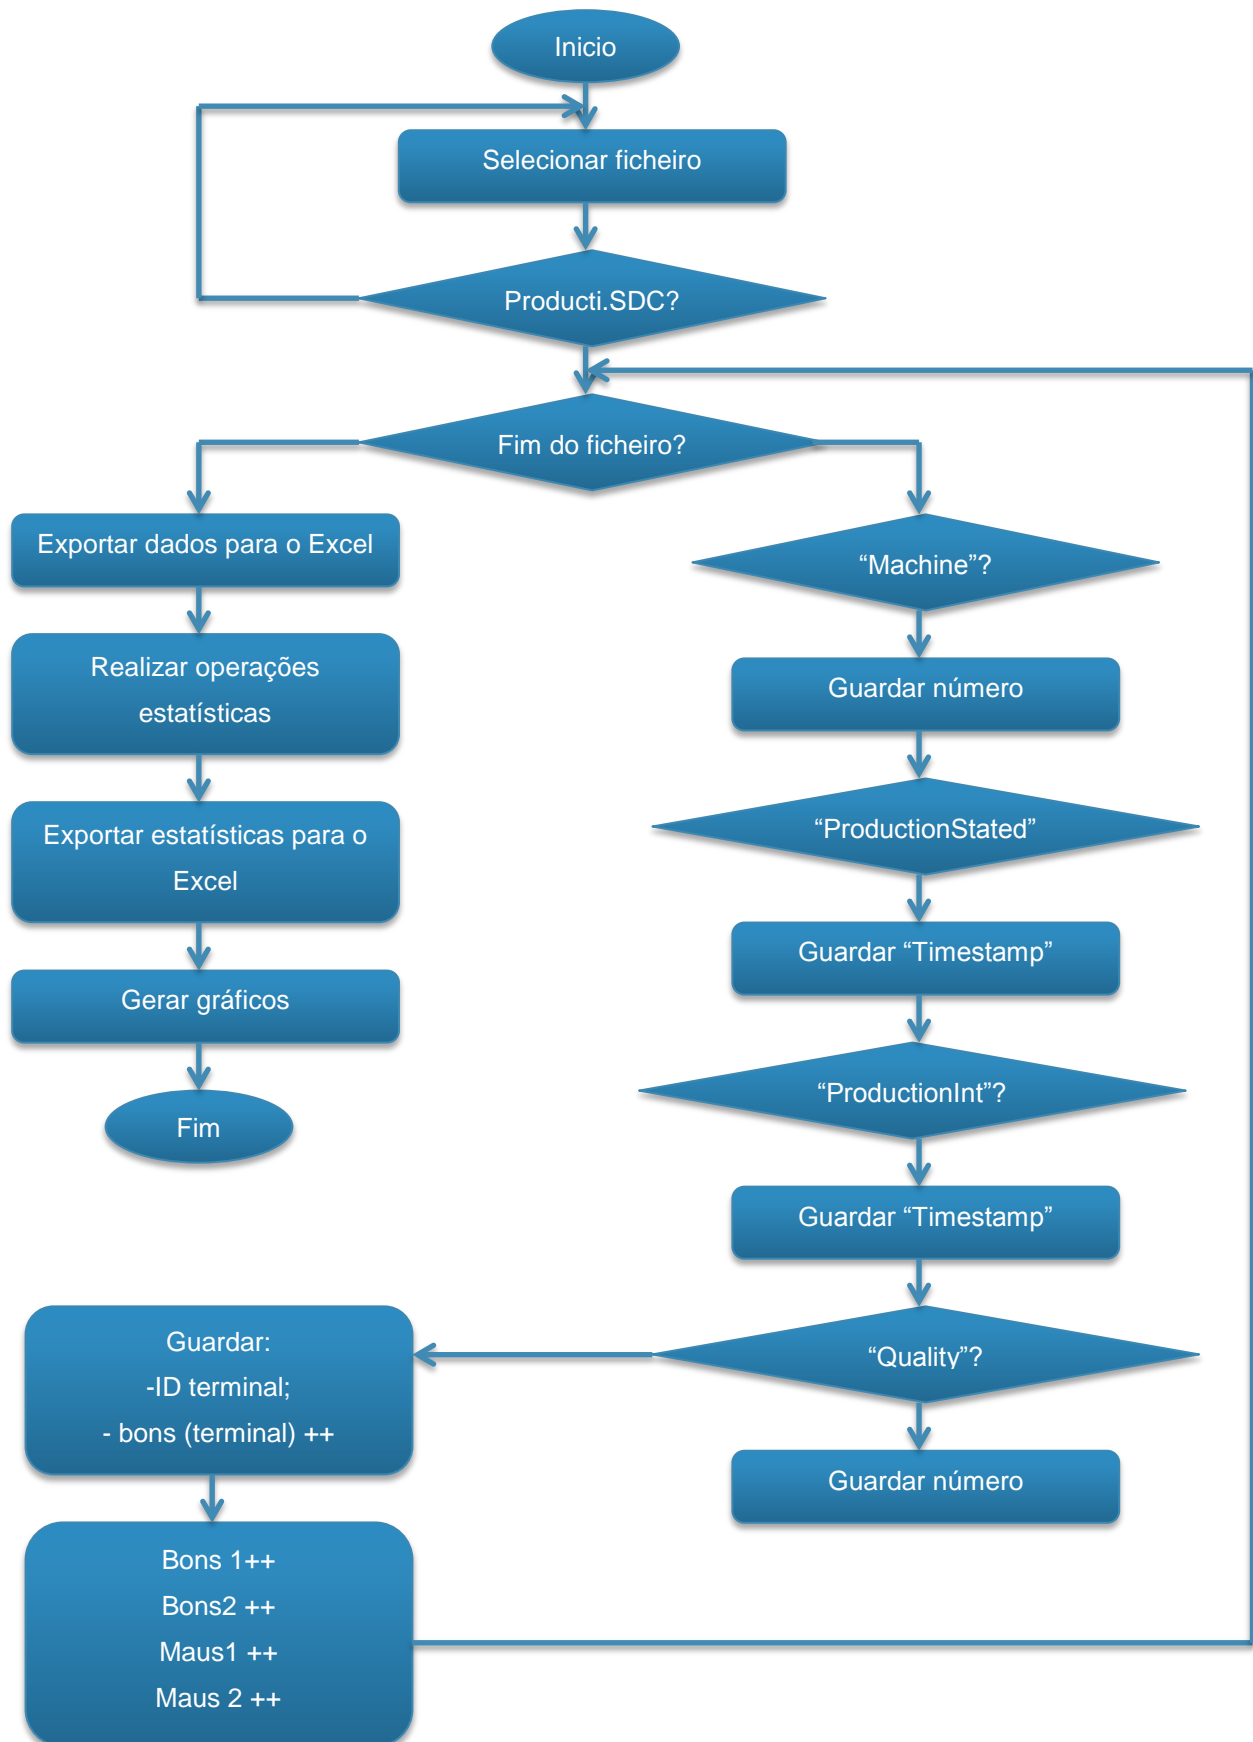 Inicio
Selecionar ficheiro
Producti.SDC?
Fim do ficheiro?
Exportar dados para o Excel
Realizar operações
estatísticas
Exportar estatísticas para o
Excel
Gerar gráficos
Fim
“Machine”?
Guardar número
“ProductionStated”
Guardar “Timestamp”
“ProductionInt”?
Guardar “Timestamp”
“Quality”?
Guardar número
Guardar:
-ID terminal;
- bons (terminal) ++
Bons 1++
Bons2 ++
Maus1 ++
Maus 2 ++